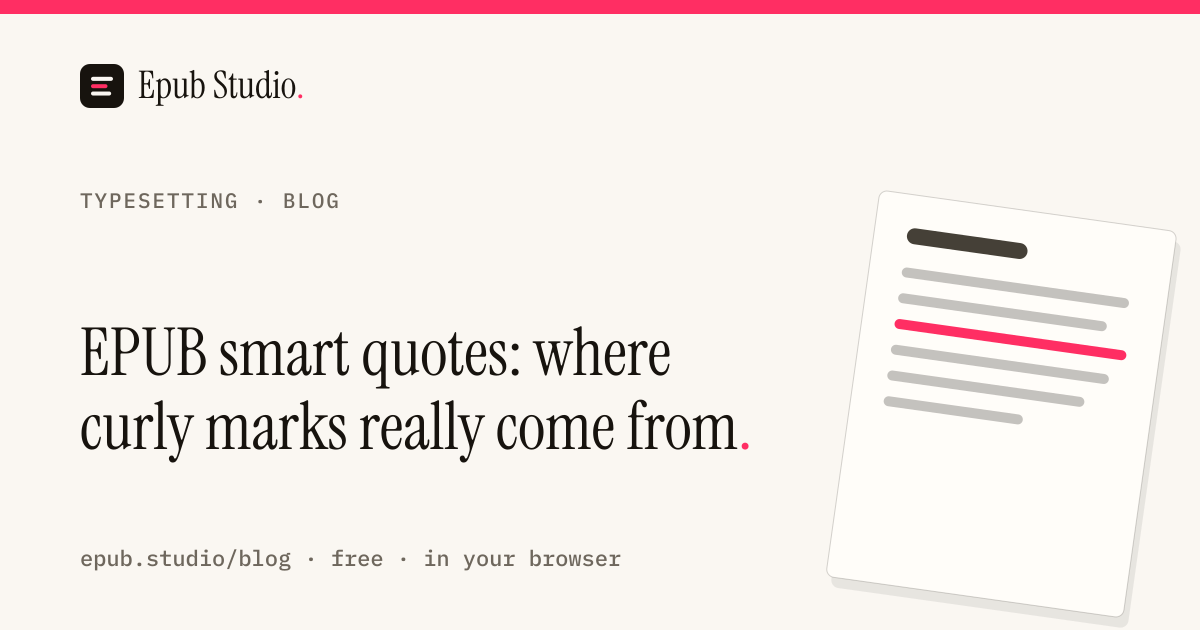 Epub Studio.
TYPESETTING · BLOG
EPUB smart quotes: where
curly marks really come from.
epub.studio/blog · free · in your browser